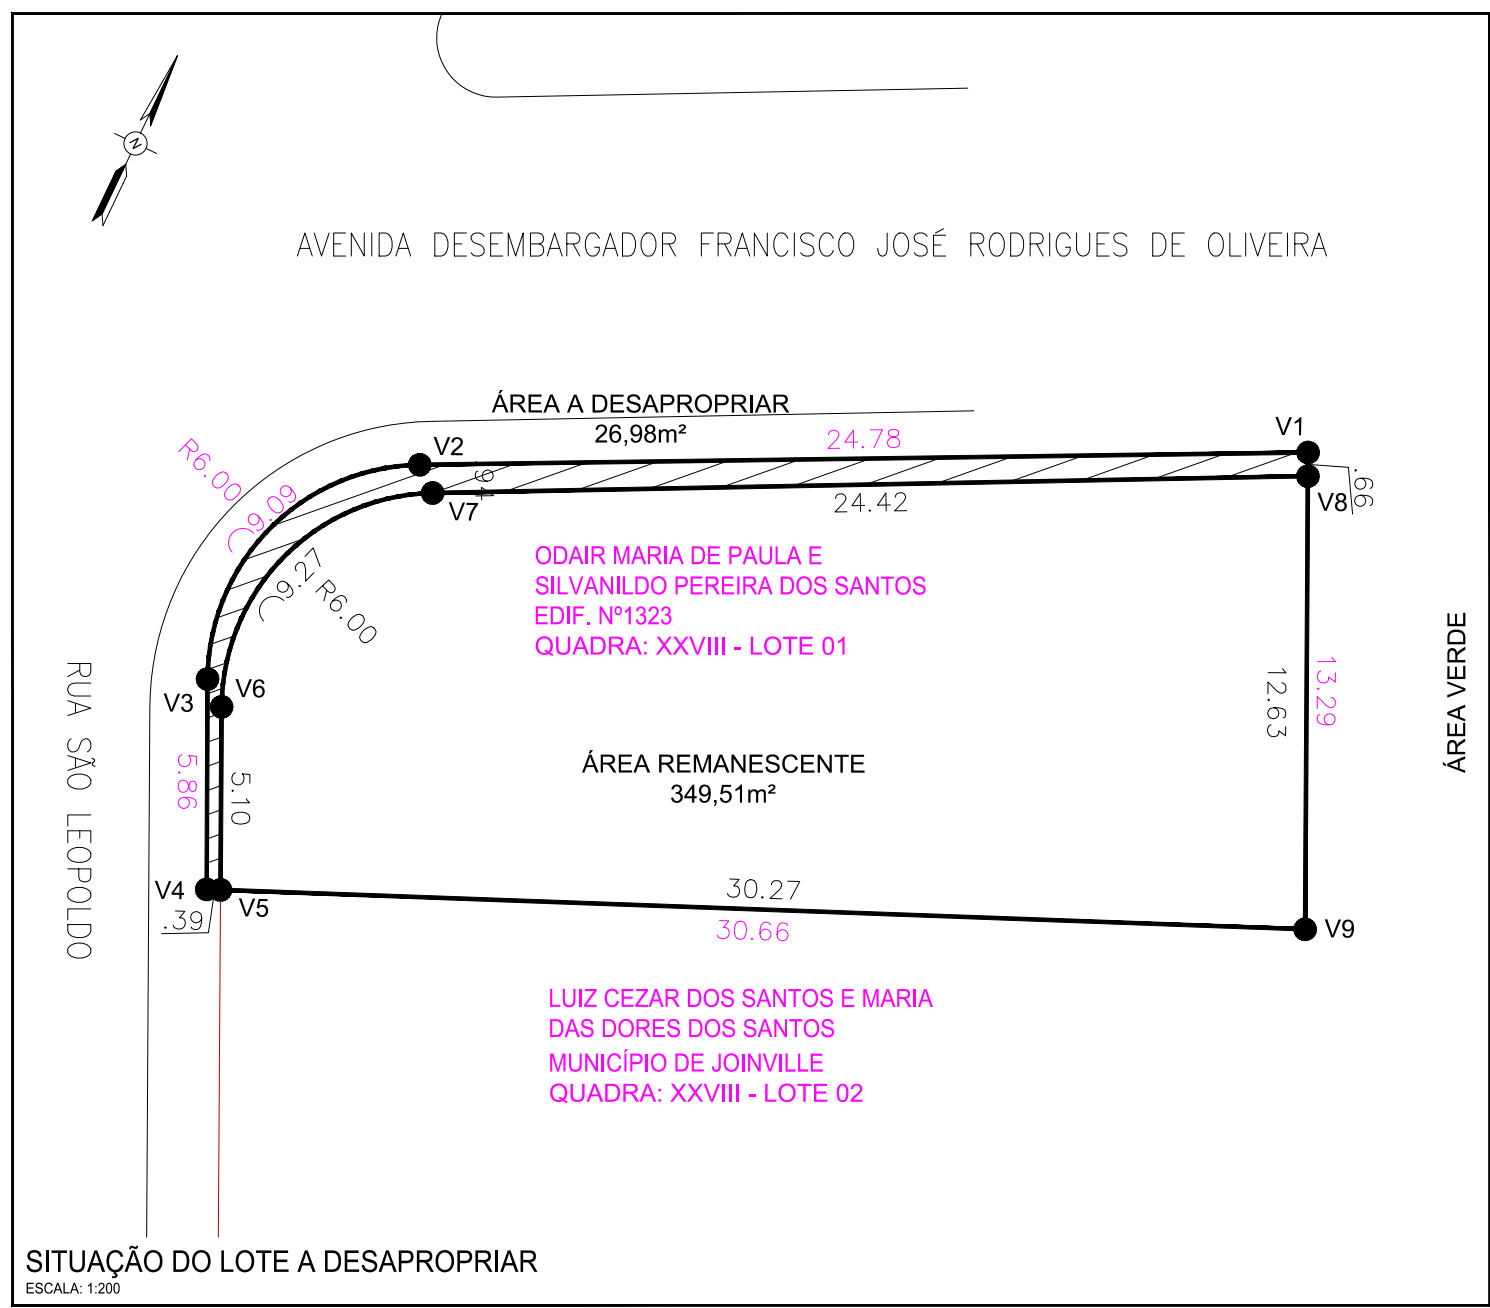 N
AVENIDA DESEMBARGADOR FRANCISCO JOSÉ RODRIGUES DE OLIVEIRA
ÁREA A DESAPROPRIAR
26,98m²
24.78
V1
V2
R6.00
9.09
.94
V7
24.42
V8
.66
9.27 R6.00
ODAIR MARIA DE PAULA E
SILVANILDO PEREIRA DOS SANTOS
EDIF. Nº1323
QUADRA: XXVIII - LOTE 01
RUA SÃO LEOPOLDO
V3
V6
5.86
5.10
ÁREA REMANESCENTE
349,51m²
12.63
13.29
ÁREA VERDE
V4
V5
.39
30.27
30.66
V9
LUIZ CEZAR DOS SANTOS E MARIA
DAS DORES DOS SANTOS
MUNICÍPIO DE JOINVILLE
QUADRA: XXVIII - LOTE 02
SITUAÇÃO DO LOTE A DESAPROPRIAR
ESCALA: 1:200